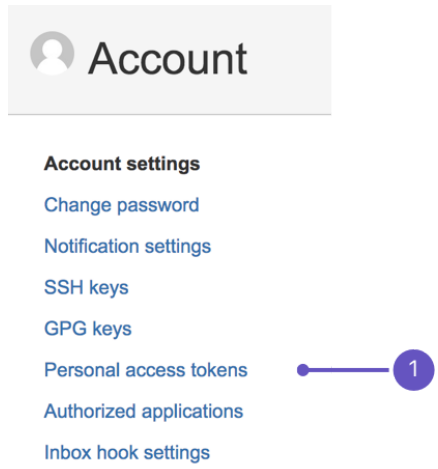 Account
Account settings
Change password
Notification settings
SSH keys
GPG keys
Personal access tokens
1
Authorized applications
Inbox hook settings